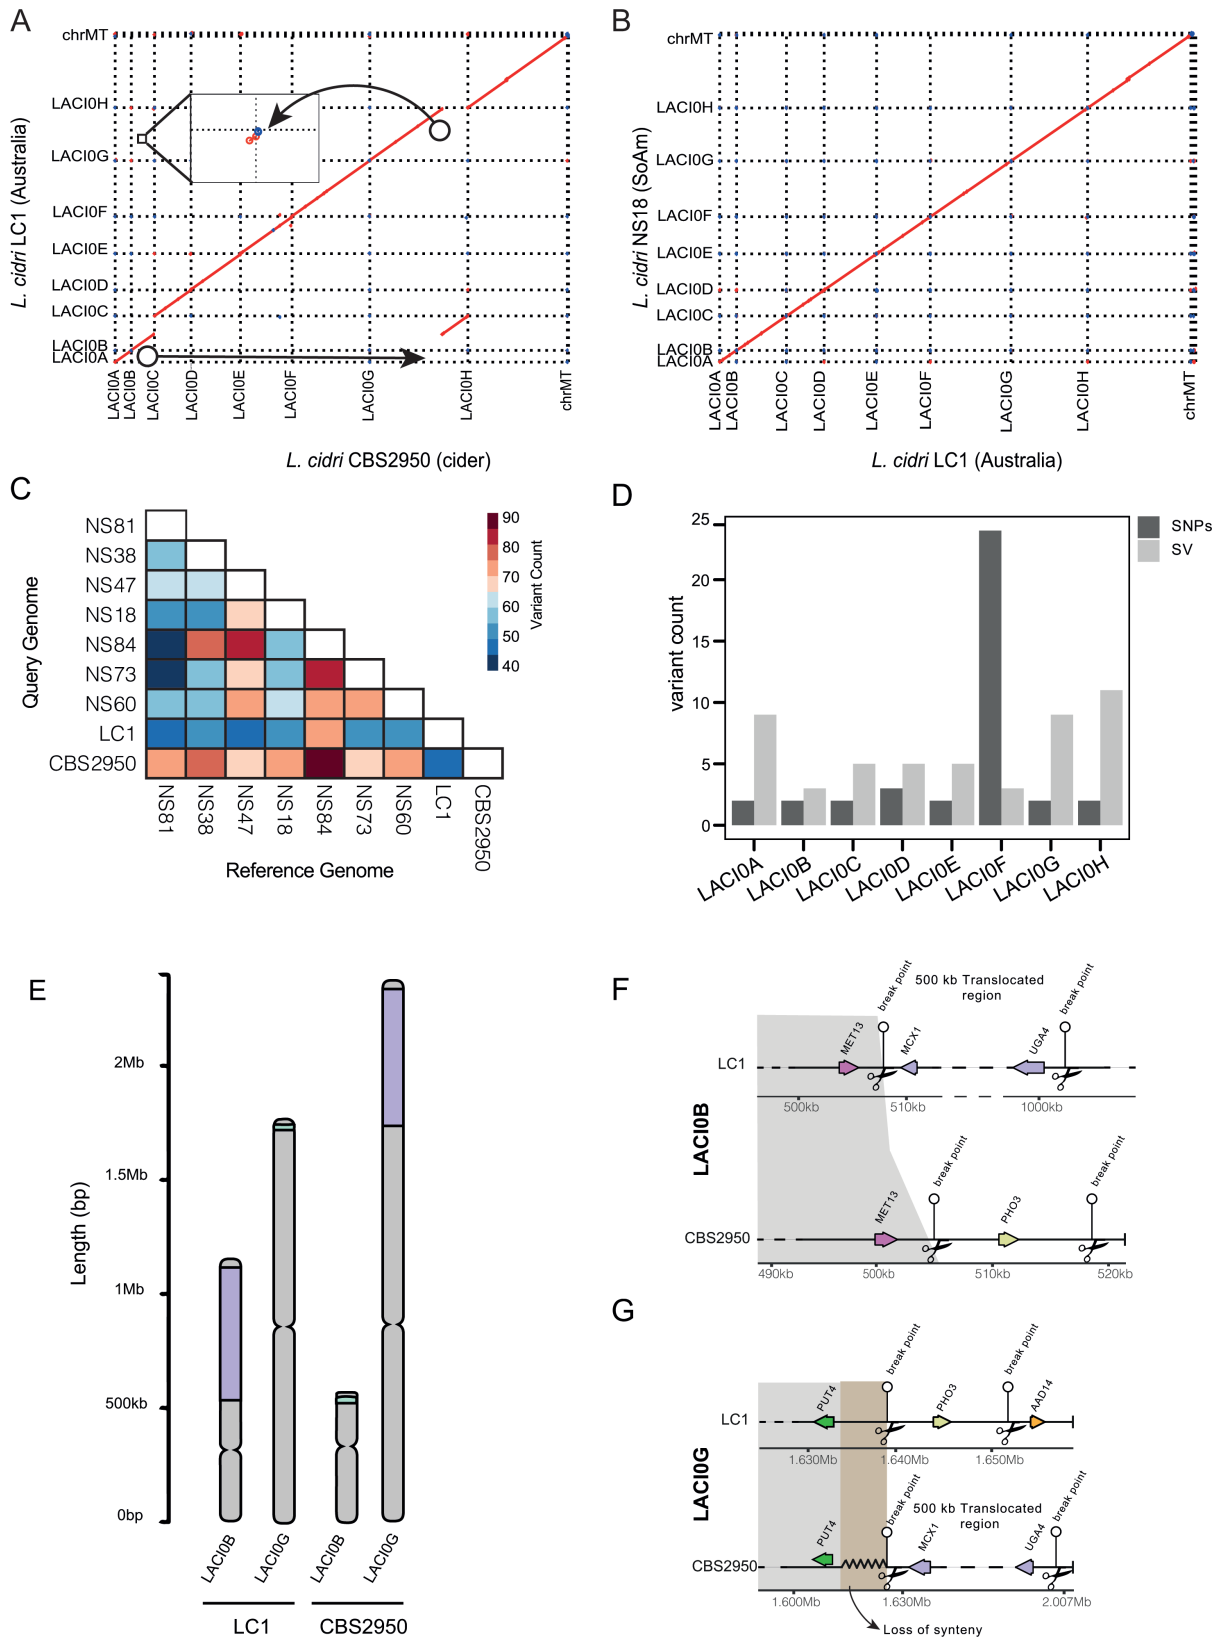 A
chrMT
LACI0H
LACI0G
LACI0F
LACI0E
LACI0D
LACI0C
LACI0B
LACI0A
L. cidri LC1 (Australia)
LACI0A
LACI0B
LACI0C
LACI0D
LACI0E
LACI0F
LACI0G
LACI0H
chrMT
L. cidri CBS2950 (cider)
B
chrMT
LACI0H
LACI0G
LACI0F
LACI0E
LACI0D
LACI0C
LACI0B
LACI0A
L. cidri NS18 (SoAm)
LACI0A
LACI0B
LACI0C
LACI0D
LACI0E
LACI0F
LACI0G
LACI0H
chrMT
L. cidri LC1 (Australia)
C
Query Genome
NS81
NS38
NS47
NS18
NS84
NS73
NS60
LC1
CBS2950
NS81
NS38
NS47
NS18
NS84
NS73
NS60
LC1
CBS2950
Reference Genome
90
80
70
60
50
40
Variant Count
D
variant count
25
20
15
10
5
0
LACI0A
LACI0B
LACI0C
LACI0D
LACI0E
LACI0F
LACI0G
LACI0H
SNPs
SV
E
Length (bp)
2Mb
1.5Mb
1Mb
500kb
0bp
LACI0B
LACI0G
LACI0B
LACI0G
LC1
CBS2950
F
LACI0B
500 kb Translocated
region
LC1
MET13
break point
MCX1
UGA4
break point
500kb
510kb
1000kb
CBS2950
MET13
break point
PHO3
break point
490kb
500kb
510kb
520kb
G
LACI0G
LC1
PUT4
break point
PHO3
break point
AAD14
1.630Mb
1.640Mb
1.650Mb
500 kb Translocated
region
CBS2950
PUT4
break point
MCX1
UGA4
break point
1.600Mb
1.630Mb
2.007Mb
Loss of synteny